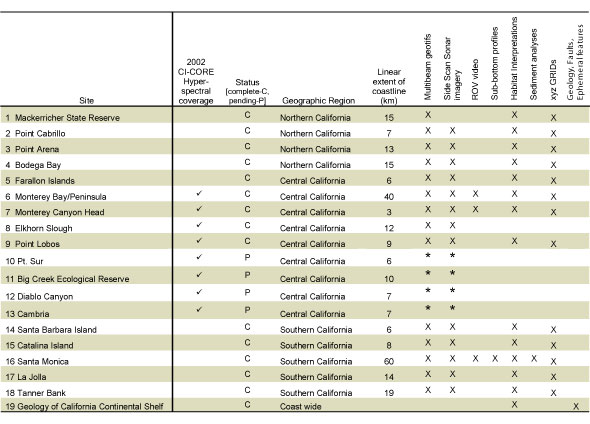 Site 2002 CI-CORE Hyper-spectral coverage Status [complete-C, pending-P] Geographic Region Linear extent of coastline (km) Multibeam geotifs Side Scan Sonar imagery ROV video Sub-bottom profiles Habitat Interpretations Sediment analyses xyz GRIDs Geology, Faults, Ephemeral features
1 Mackerricher State Reserve C Northern California 15 X X X
2 Point Cabrillo C Northern California 7 X X X X
3 Point Arena C Northern California 13 X X X X
4 Bodega Bay C Northern California 15 X X X X
5 Farallon Islands C Central California 6 X X X X
6 Monterey Bay/Peninsula ✓ C Central California 40 X X X X X
7 Monterey Canyon Head ✓ C Central California 3 X X X X X
8 Elkhorn Slough ✓ C Central California 12 X X
9 Point Lobos ✓ C Central California 9 X X X X
10 Pt. Sur ✓ P Central California 6 * *
11 Big Creek Ecological Reserve ✓ P Central California 10 * *
12 Diablo Canyon ✓ P Central California 7 * *
13 Cambria ✓ P Central California 7 * *
14 Santa Barbara Island C Southern California 6 X X X X
15 Catalina Island C Southern California 8 X X X X
16 Santa Monica C Southern California 60 X X X X X X X
17 La Jolla C Southern California 14 X X X X
18 Tanner Bank C Southern California 19 X X X X
19 Geology of California Continental Shelf C Coast wide X X